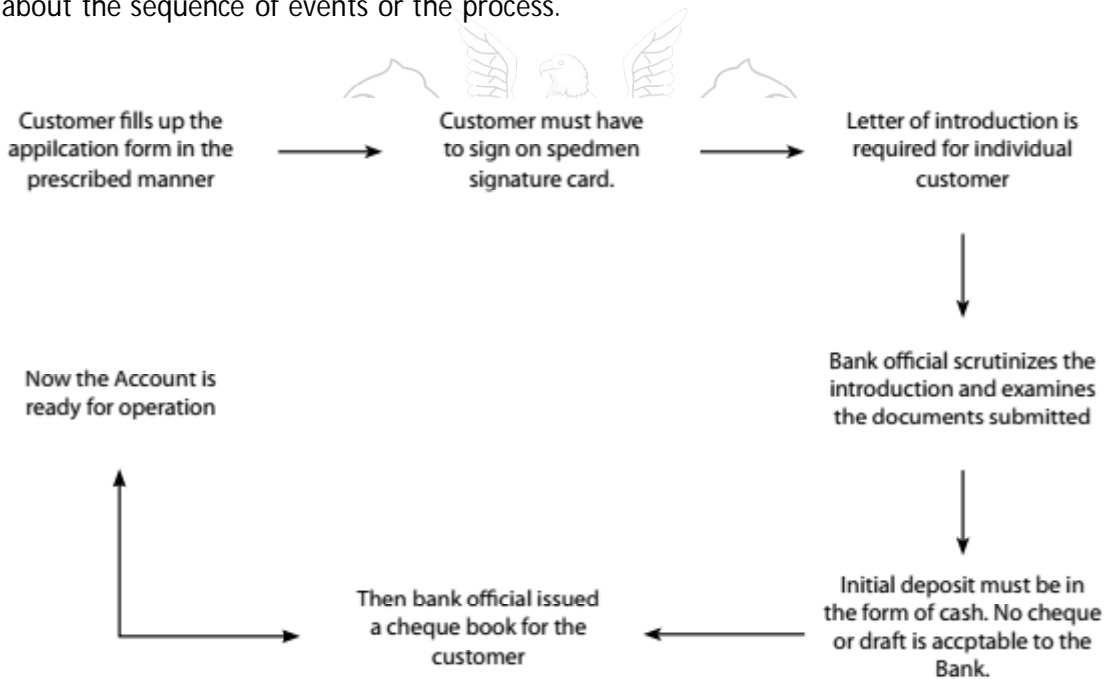 about the sequence of events or the process.
Customer fills up the
appilcation form in the
prescribed manner
Customer must have
to sign on spedmen
signature card.
Letter of introduction is
required for individual
customer
Bank official scrutinizes the
introduction and examines
the documents submitted
Initial deposit must be in
the form of cash. No cheque
or draft is accptable to the
Bank.
Then bank official issued
a cheque book for the
customer
Now the Account is
ready for operation